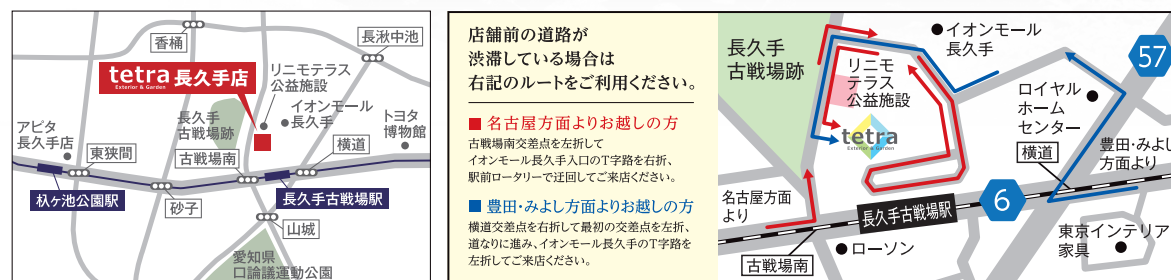 香桶
長湫中池
tetra 長久手店
Exterior & Garden
リニモテラス
公益施設
長久手
古戦場跡
イオンモール
長久手
トヨタ
博物館
アピタ
長久手店
東狭間
古戦場南
横道
杁ヶ池公園駅
長久手古戦場駅
砂子
山城
愛知県
口論議運動公園
店舗前の道路が
渋滞している場合は
右記のルートをご利用ください。
■ 名古屋方面よりお越しの方
古戦場南交差点を左折して
イオンモール長久手入口のT字路を右折、
駅前ロータリーで迂回してご来店ください。
■ 豊田・みよし方面よりお越しの方
横道交差点を右折して最初の交差点を左折、
道なりに進み、イオンモール長久手のT字路を
左折してご来店ください。
長久手
古戦場跡
リニモ
テラス
公益施設
イオンモール
長久手
57
ロイヤル
ホーム
センター
tetra
Exterior & Garden
横道
豊田・みよし
方面より
名古屋方面
より
長久手古戦場駅
6
古戦場南
ローソン
東京インテリア
家具